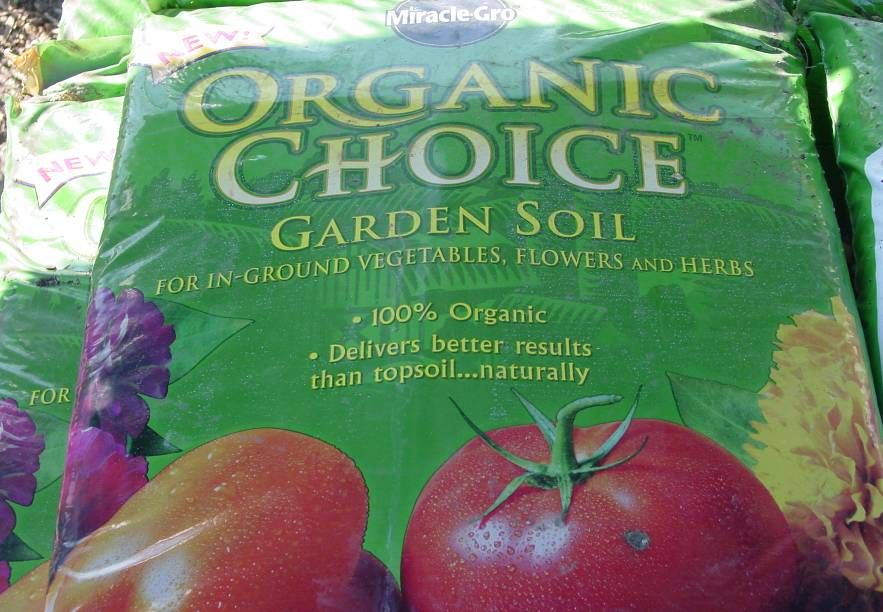 Miracle-Gro
NEW!
ORGANIC
CHOICE™
GARDEN SOIL
FOR IN-GROUND VEGETABLES, FLOWERS AND HERBS
• 100% Organic
• Delivers better results
than topsoil...naturally
NEW
FOR